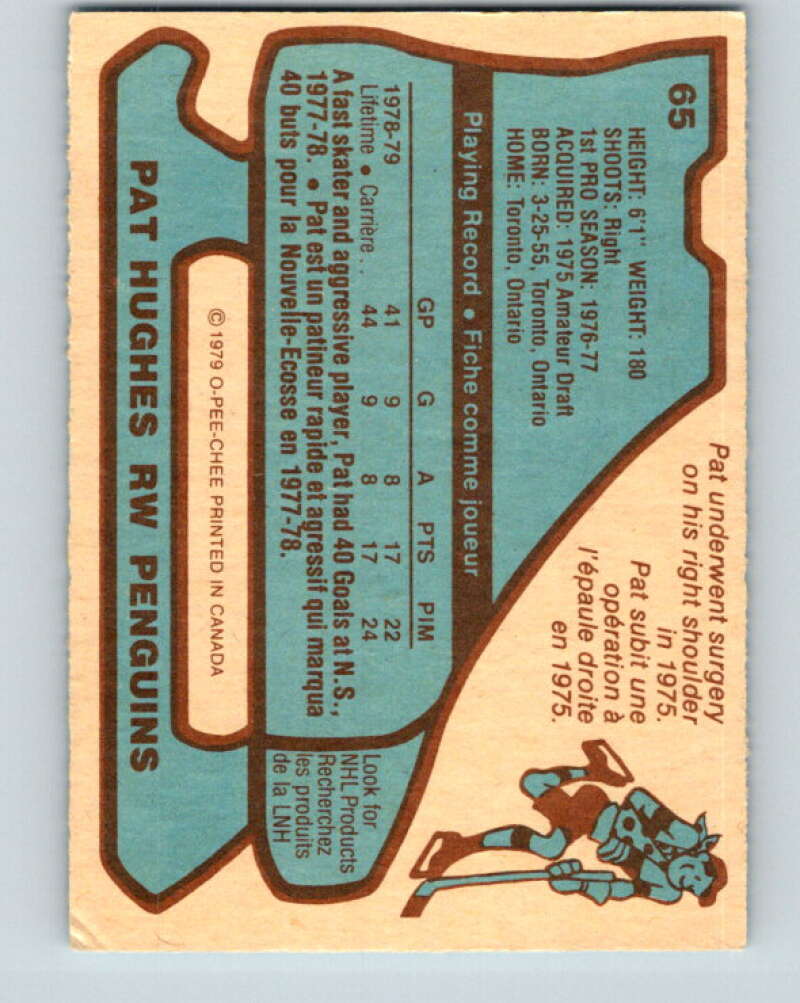 65
HEIGHT: 6'1" WEIGHT: 180
SHOOTS: Right
1st PRO SEASON: 1976-77
ACQUIRED: 1975 Amateur Draft
BORN: 3-25-55, Toronto, Ontario
HOME: Toronto, Ontario
Pat underwent surgery
on his right shoulder
in 1975.
Pat subit une
opération à
l'épaule droite
en 1975.
Playing Record • Fiche comme joueur
GP G A PTS PIM
1978-79 41 9 8 17 22
Lifetime • Carrière . . 44 9 8 17 24
A fast skater and aggressive player, Pat had 40 Goals at N.S.,
1977-78. • Pat est un patineur rapide et agressif qui marqua
40 buts pour la Nouvelle-Ecosse en 1977-78.
Look for
NHL Products
Recherchez
les produits
de la LNH
© 1979 O-PEE-CHEE PRINTED IN CANADA
PAT HUGHES RW PENGUINS